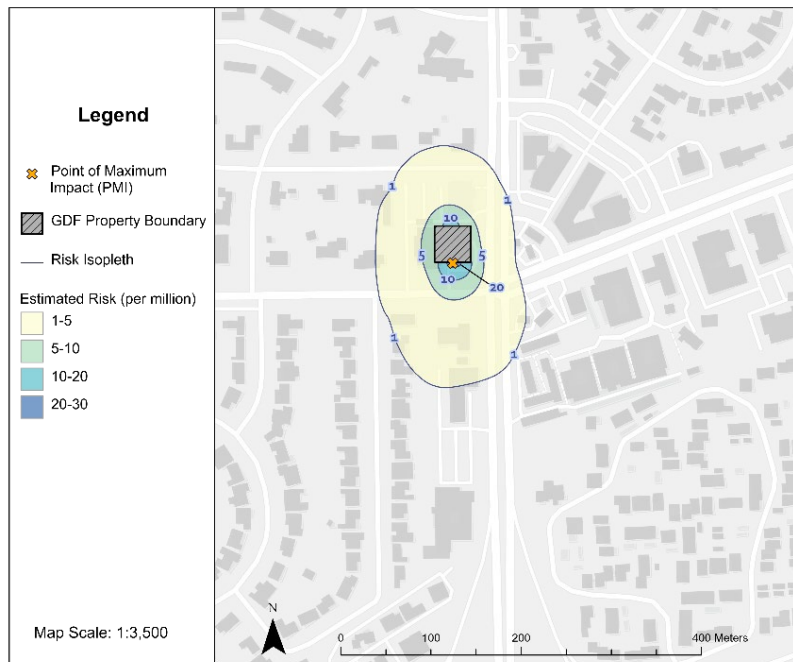 Legend
Point of Maximum
Impact (PMI)
GDF Property Boundary
Risk Isopleth
Estimated Risk (per million)
1-5
5-10
10-20
20-30
Map Scale: 1:3,500
1
1
10
5
5
10
20
1
1
N
0
100
200
400 Meters